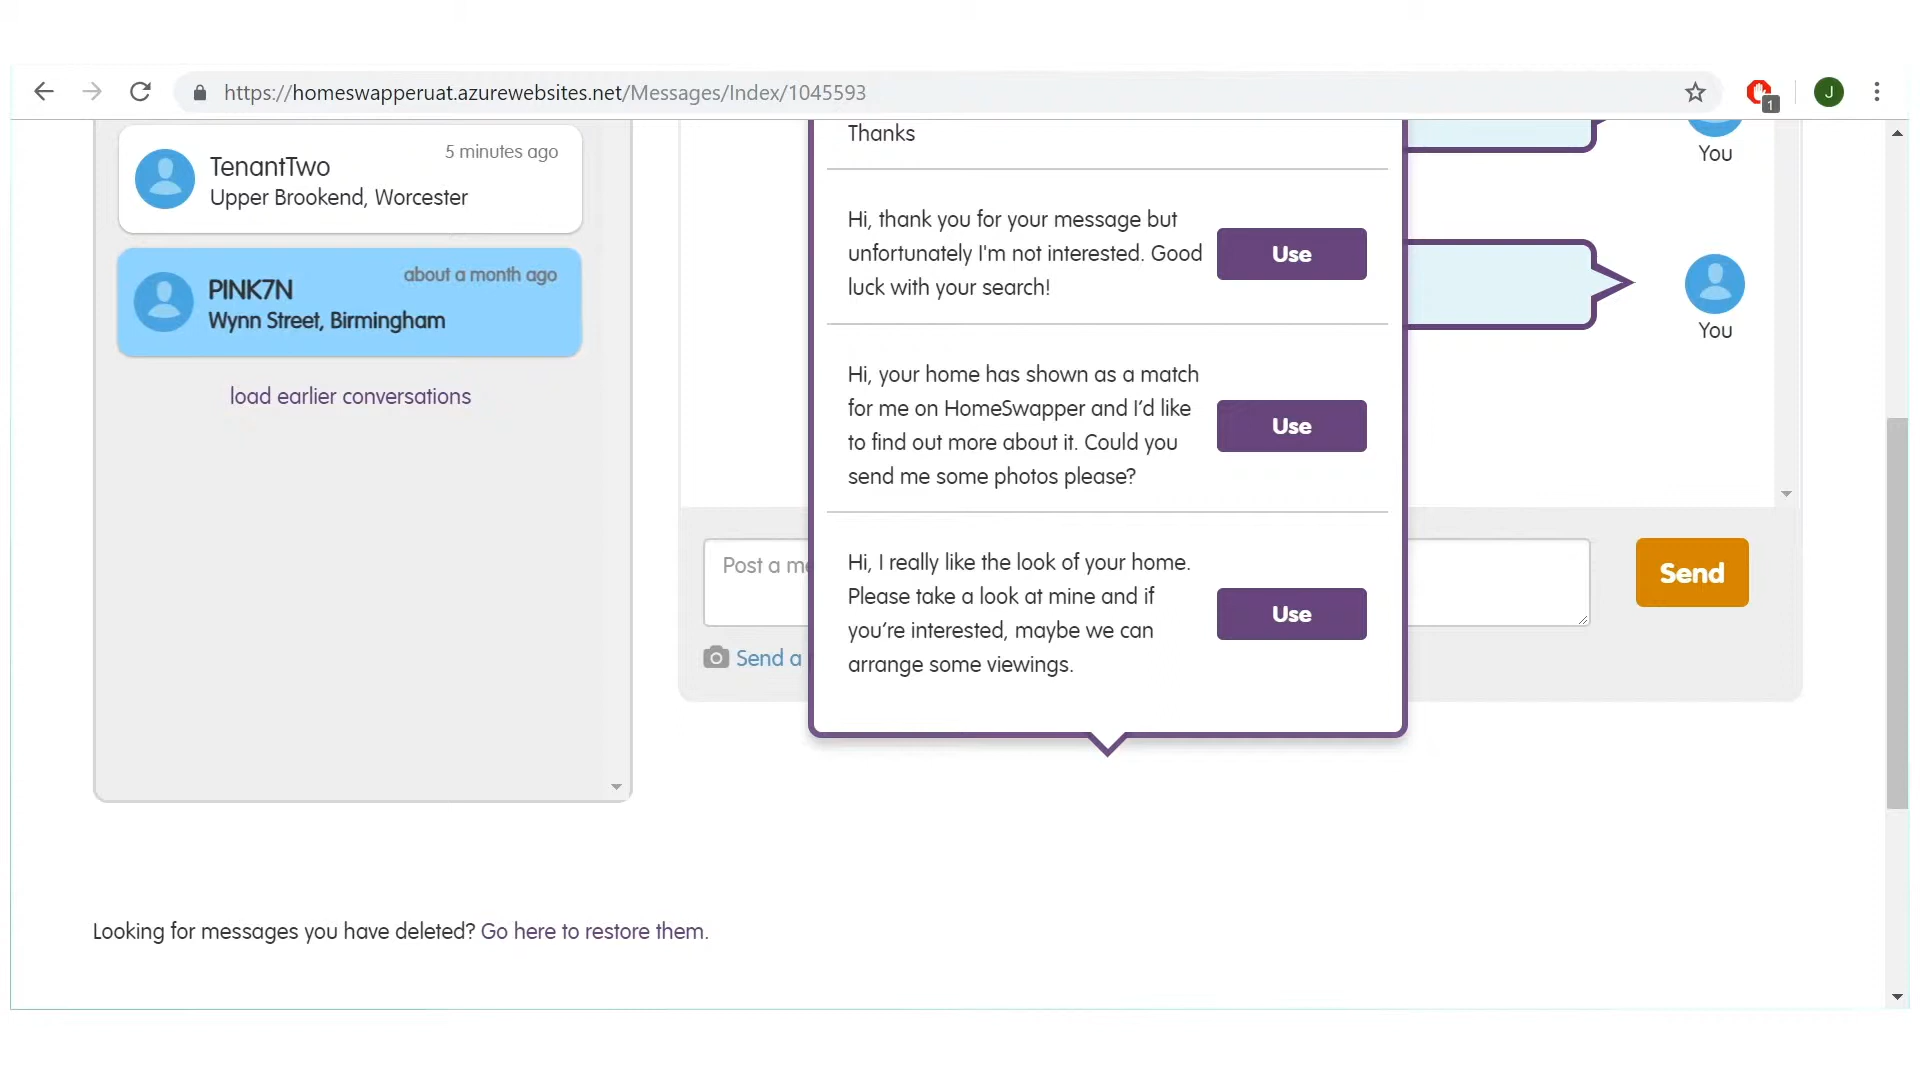 https://homeswapperuat.azurewebsites.net/Messages/Index/1045593
1
J
TenantTwo
5 minutes ago
Upper Brookend, Worcester
PINK7N
about a month ago
Wynn Street, Birmingham
load earlier conversations
Thanks
Hi, thank you for your message but
unfortunately I'm not interested. Good
luck with your search!
Use
Hi, your home has shown as a match
for me on HomeSwapper and I’d like
to find out more about it. Could you
send me some photos please?
Use
Hi, I really like the look of your home.
Please take a look at mine and if
you’re interested, maybe we can
arrange some viewings.
Use
You
You
Post a
Send
Send a
Looking for messages you have deleted? Go here to restore them.